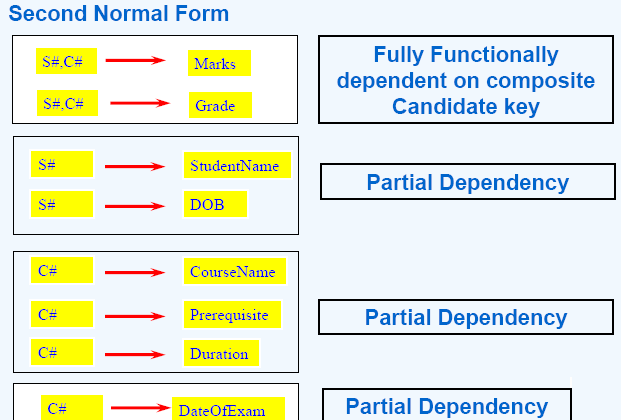 Second Normal Form
S#,C# Marks
S#,C# Grade
Fully Functionally
dependent on composite
Candidate key
S# StudentName
S# DOB
Partial Dependency
C# CourseName
C# Prerequisite
C# Duration
Partial Dependency
C# DateOfExam
Partial Dependency